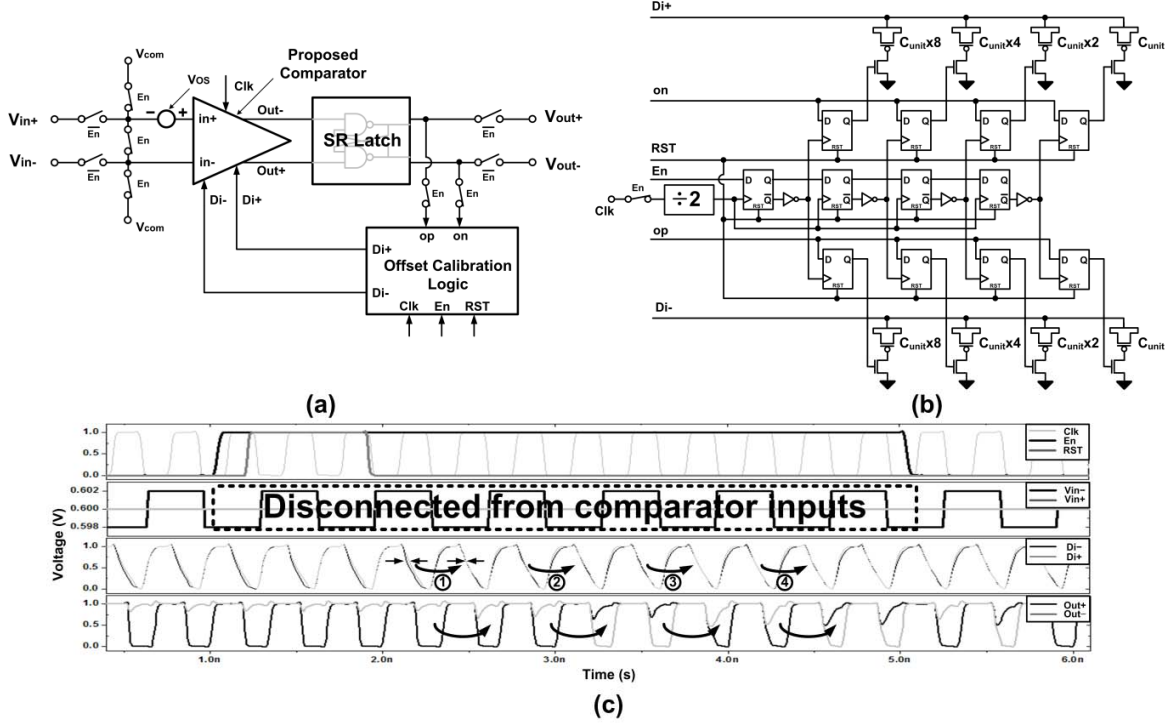 Vcom
Vos
Proposed
Comparator
Clk
En
Vin+
En
in+
Out-
SR Latch
En
Vout+
En
Vin-
En
in-
Out+
En
Vout-
En
Di-
Di+
En
En
Vcom
op
on
Di+
Offset Calibration
Logic
Di-
Clk
En
RST
(a)
Di+
Cunitx8
Cunitx4
Cunitx2
Cunit
on
D Q
RST
D Q
RST
D Q
RST
D Q
RST
RST
En
En
Clk
÷2
D Q
Q
RST
D Q
Q
RST
D Q
Q
RST
D Q
Q
RST
op
D Q
RST
D Q
RST
D Q
RST
D Q
RST
Di-
Cunitx8
Cunitx4
Cunitx2
Cunit
(b)
Voltage (V)
1.0
0.5
0.0
Clk
En
RST
0.602
0.600
0.598
Disconnected from comparator inputs
Vin-
Vin+
1.0
0.5
0.0
1
2
3
4
Di-
Di+
1.0
0.5
0.0
Out+
Out-
1.0n
2.0n
3.0n
4.0n
5.0n
6.0n
Time (s)
(c)